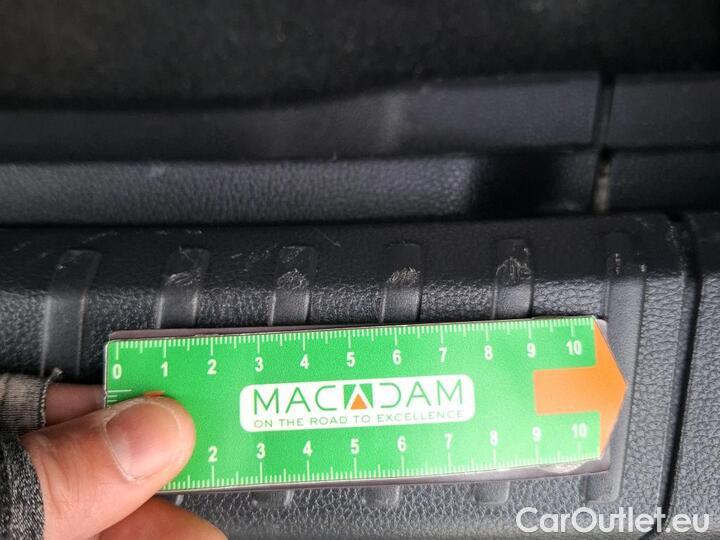 0 1 2 3 4 5 6 7 8 9 10
MACADAM
ON THE ROAD TO EXCELLENCE
2 3 4 5 6 7 8 9 10
CarOutlet.eu